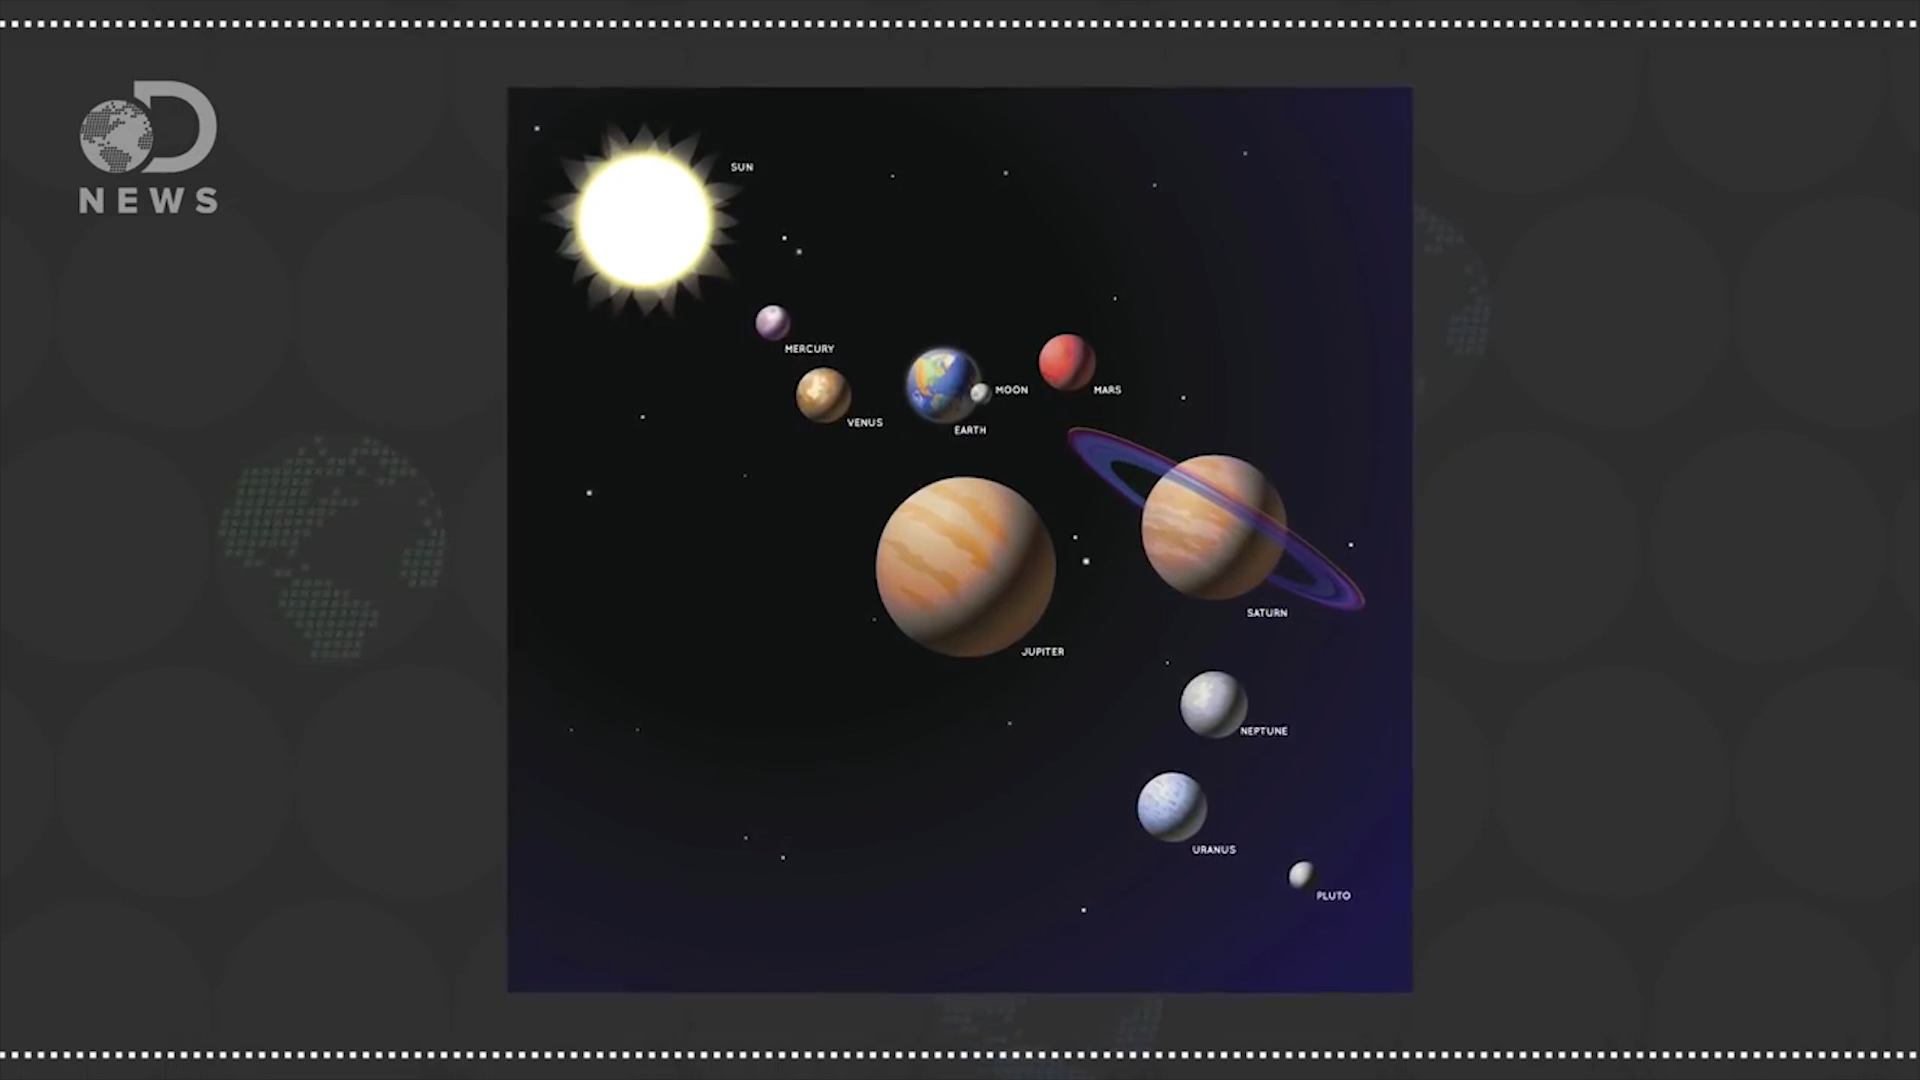 NEWS
SUN
MERCURY
VENUS
EARTH
MOON
MARS
JUPITER
SATURN
NEPTUNE
URANUS
PLUTO